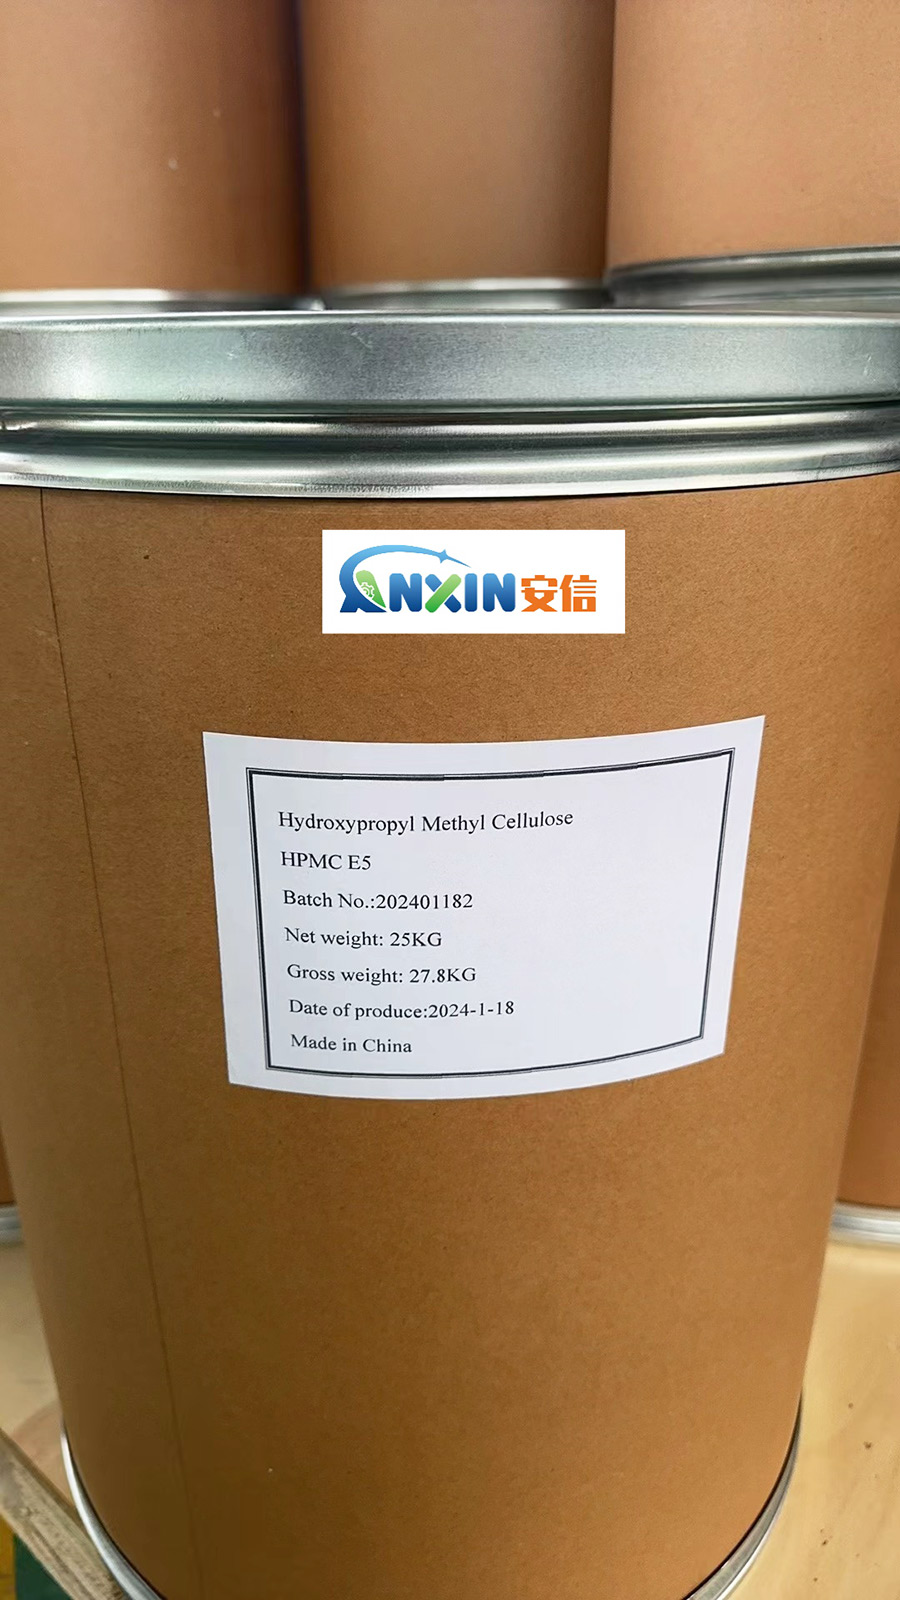 ANXIN安信
Hydroxypropyl Methyl Cellulose
HPMC E5
Batch No.:202401182
Net weight: 25KG
Gross weight: 27.8KG
Date of produce:2024-1-18
Made in China